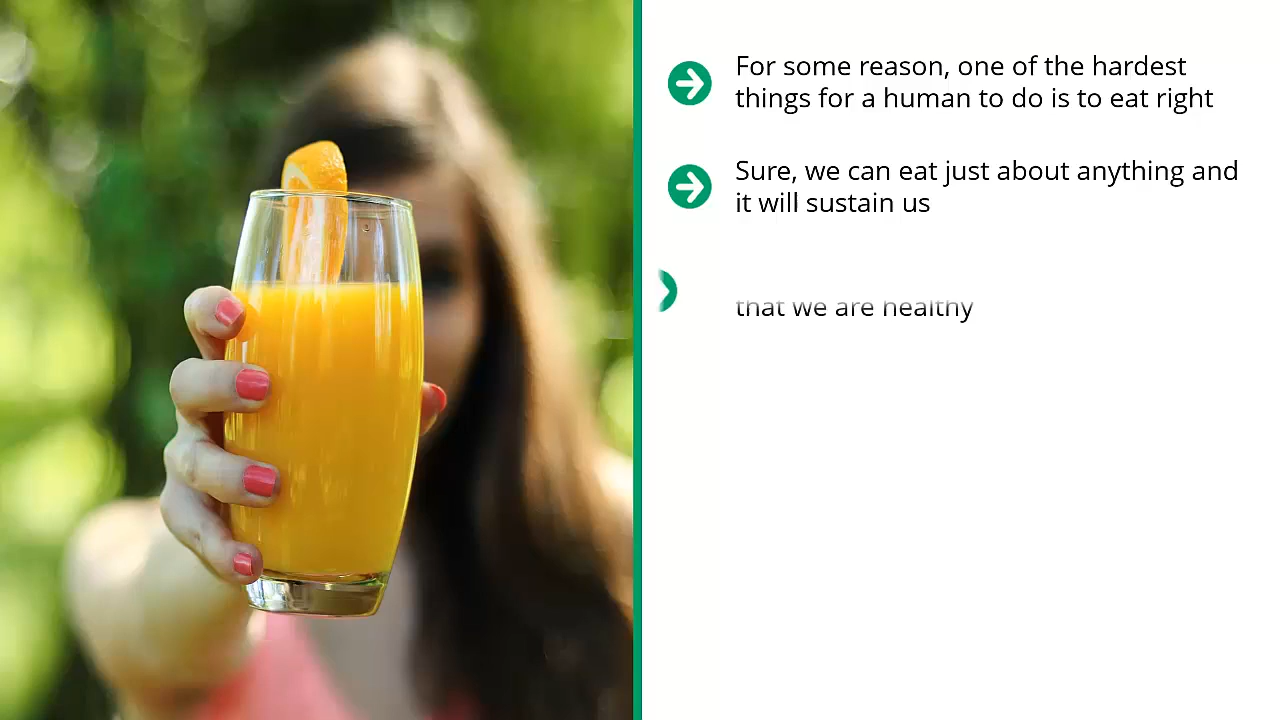 For some reason, one of the hardest
things for a human to do is to eat right
Sure, we can eat just about anything and
it will sustain us
that we are healthy